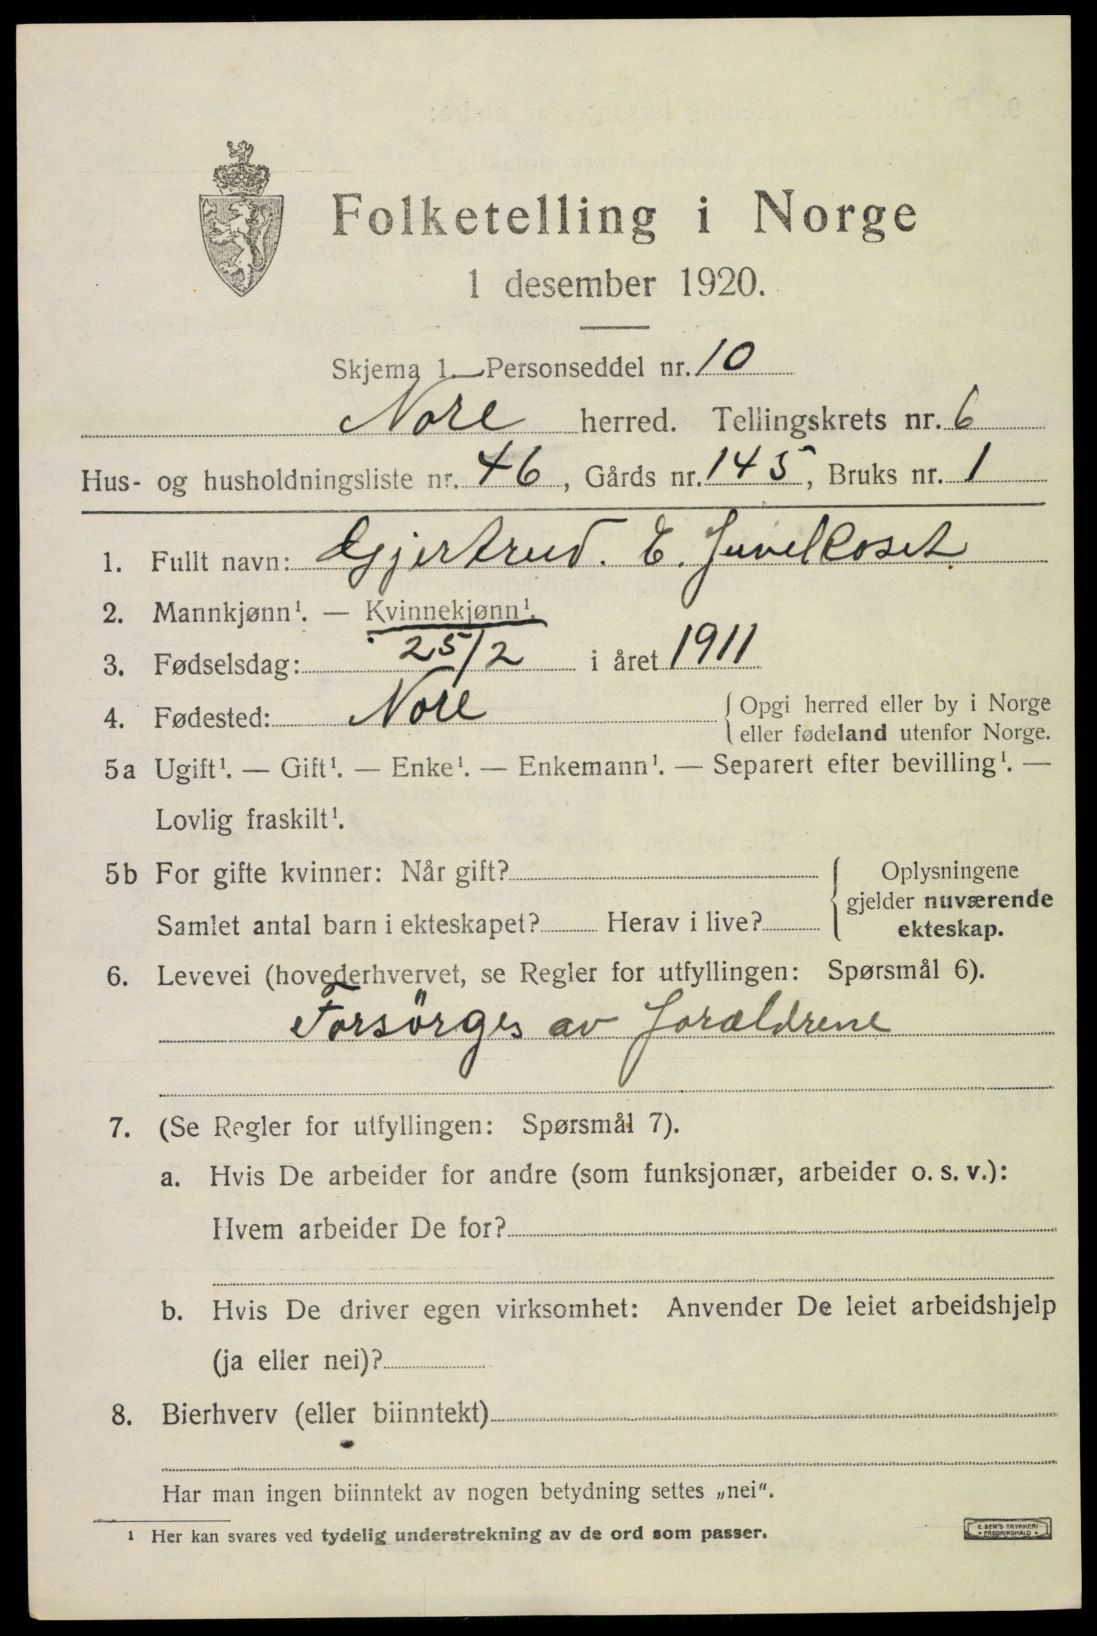 Folketelling i Norge
1 desember 1920.
Skjema 1. Personseddel nr. 10
Nore herred. Tellingskrets nr. 6
Hus- og husholdningsliste nr. 46, Gårds nr. 145, Bruks nr. 1
1. Fullt navn: Gjertrud. E. Juvelkoset
2. Mannkjønn¹. — Kvinnekjønn¹.
3. Fødselsdag: 25/2 i året 1911
4. Fødested: Nore { Opgi herred eller by i Norge
eller fødeland utenfor Norge.
5a Ugift¹. — Gift¹. — Enke¹. — Enkemann¹. — Separert efter bevilling¹. —
Lovlig fraskilt¹.
5b For gifte kvinner: Når gift? { Oplysningene
gjelder nuværende
Samlet antal barn i ekteskapet? Herav i live? ekteskap.
6. Levevei (hovederhvervet, se Regler for utfyllingen: Spørsmål 6).
Forsörges av foraldrene
7. (Se Regler for utfyllingen: Spørsmål 7).
a. Hvis De arbeider for andre (som funksjonær, arbeider o. s. v.):
Hvem arbeider De for?
b. Hvis De driver egen virksomhet: Anvender De leiet arbeidshjelp
(ja eller nei)?
8. Bierhverv (eller biinntekt)
Har man ingen biinntekt av nogen betydning settes „nei".
¹ Her kan svares ved tydelig understrekning av de ord som passer.
E. SEM'S TRYKKERI
FREDRIKSHALD